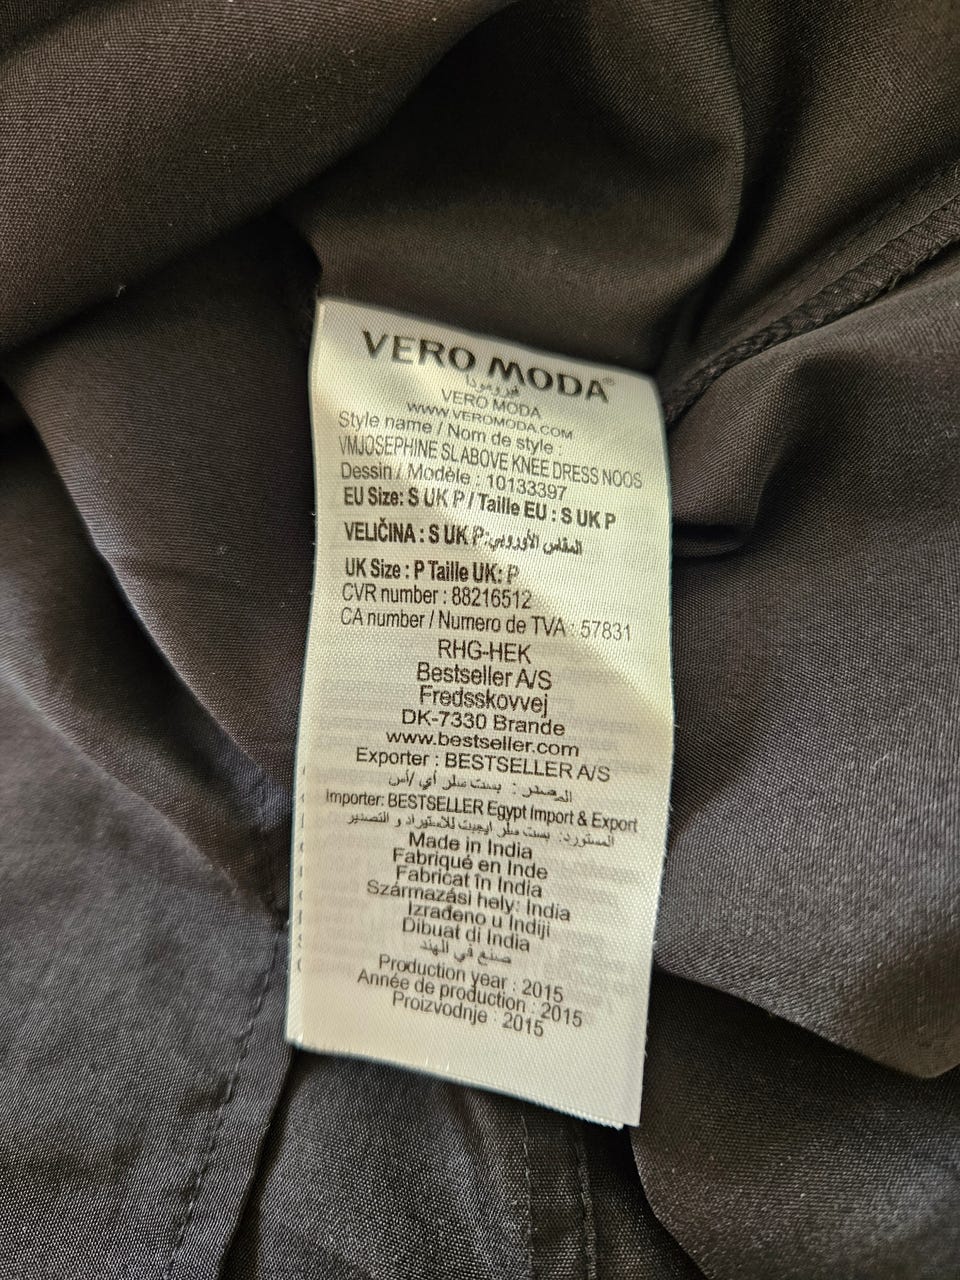 VERO MODA®
فيرومودا
VERO MODA
WWW.VEROMODA.COM
Style name / Nom de style :
VMJOSEPHINE SL ABOVE KNEE DRESS NOOS
Dessin / Modèle : 10133397
EU Size: S UK P / Taille EU : S UK P
VELIČINA : S UK P المقاس الأوروبي:
UK Size : P Taille UK: P
CVR number : 88216512
CA number / Numero de TVA : 57831
RHG-HEK
Bestseller A/S
Fredsskovvej
DK-7330 Brande
www.bestseller.com
Exporter : BESTSELLER A/S
المصدر : بست سلر أي /أس
Importer: BESTSELLER Egypt Import & Export
المستورد: بست سلر ايجيبت للاستيراد و التصدير
Made in India
Fabriqué en Inde
Fabricat în India
Származási hely: India
Izrađeno u Indiji
Dibuat di India
صنع في الهند
Production year : 2015
Année de production : 2015
Proizvodnje : 2015